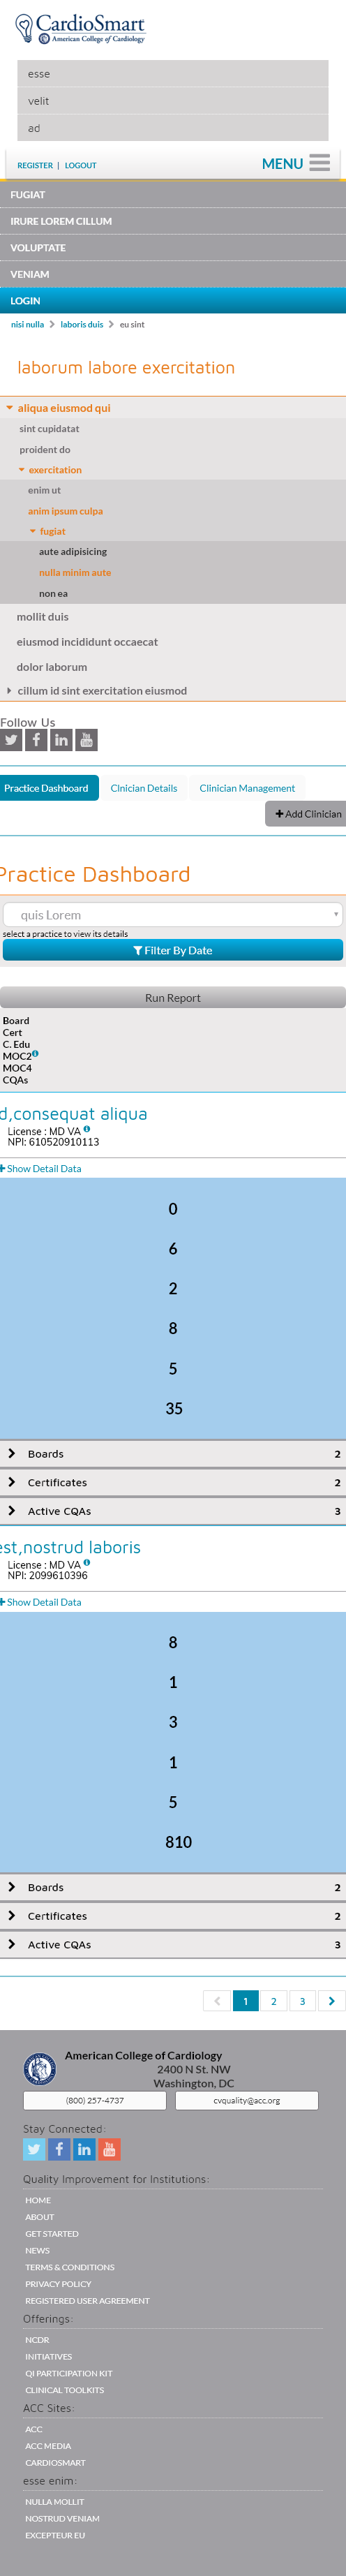 CardioSmart
American College of Cardiology
esse
velit
ad
REGISTER | LOGOUT
MENU
FUGIAT
IRURE LOREM CILLUM
VOLUPTATE
VENIAM
LOGIN
nisi nulla laboris duis eu sint
laborum labore exercitation
aliqua eiusmod qui
sint cupidatat
proident do
exercitation
enim ut
anim ipsum culpa
fugiat
aute adipisicing
nulla minim aute
non ea
mollit duis
eiusmod incididunt occaecat
dolor laborum
cillum id sint exercitation eiusmod
Follow Us
Practice Dashboard Clnician Details Clinician Management
Add Clinician
Practice Dashboard
quis Lorem
select a practice to view its details
Filter By Date
Run Report
Board
Cert
C. Edu
MOC2
MOC4
CQAs
d,consequat aliqua
License : MD VA
NPI: 610520910113
Show Detail Data
0
6
2
8
5
35
Boards 2
Certificates 2
Active CQAs 3
est,nostrud laboris
License : MD VA
NPI: 2099610396
Show Detail Data
8
1
3
1
5
810
Boards 2
Certificates 2
Active CQAs 3
1 2 3
American College of Cardiology
2400 N St. NW
Washington, DC
(800) 257-4737 cvquality@acc.org
Stay Connected:
Quality Improvement for Institutions:
HOME
ABOUT
GET STARTED
NEWS
TERMS & CONDITIONS
PRIVACY POLICY
REGISTERED USER AGREEMENT
Offerings:
NCDR
INITIATIVES
QI PARTICIPATION KIT
CLINICAL TOOLKITS
ACC Sites:
ACC
ACC MEDIA
CARDIOSMART
esse enim:
NULLA MOLLIT
NOSTRUD VENIAM
EXCEPTEUR EU